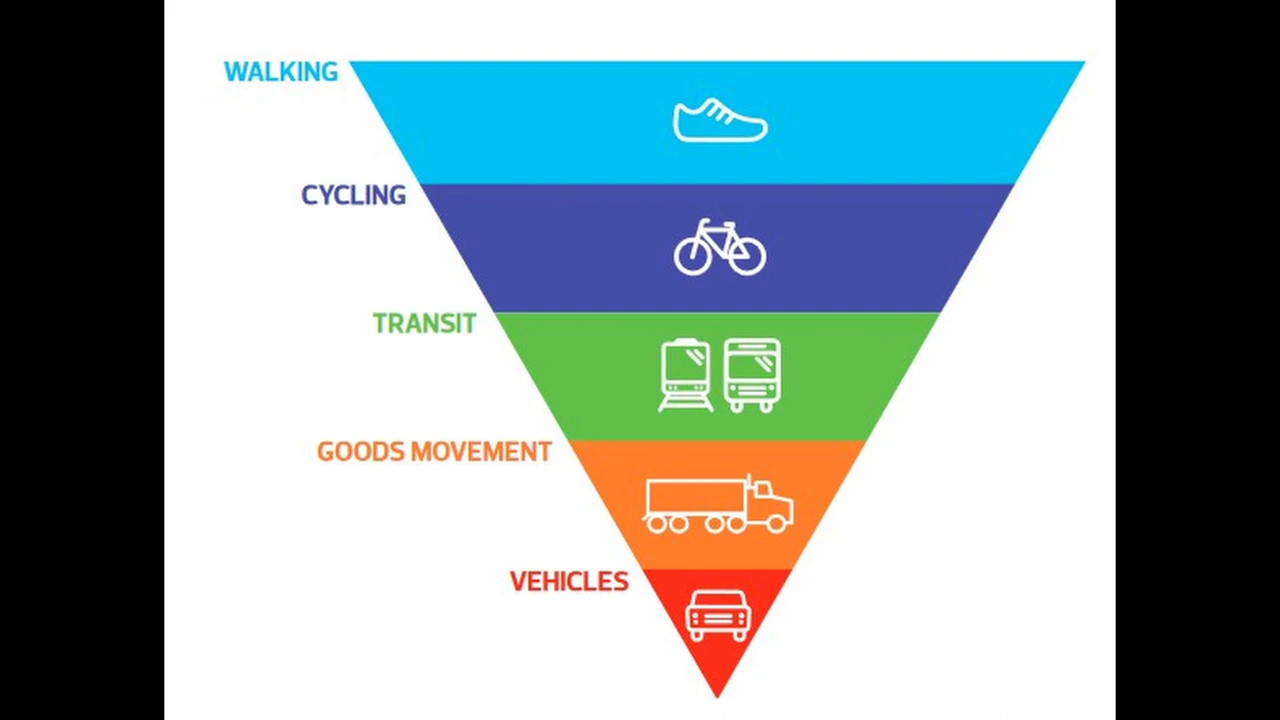 WALKING
CYCLING
TRANSIT
GOODS MOVEMENT
VEHICLES